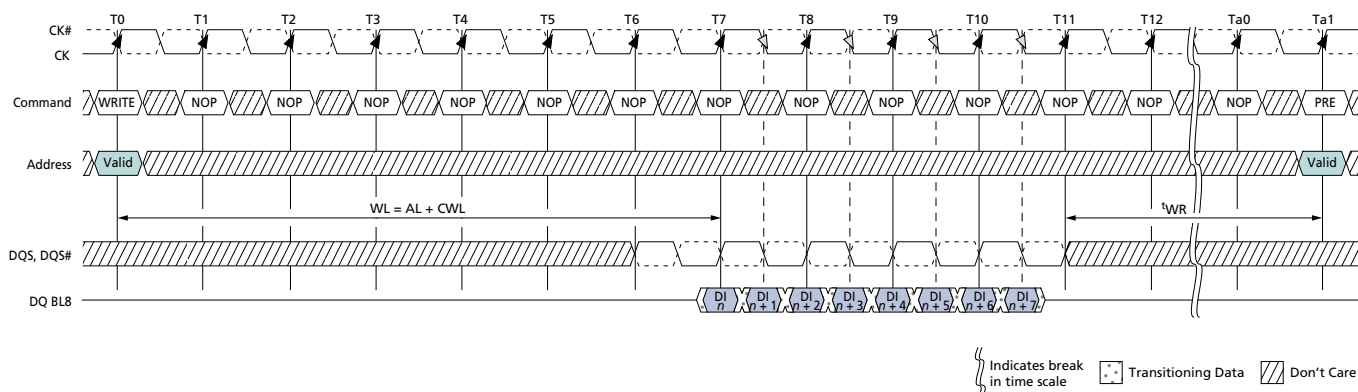 T0 T1 T2 T3 T4 T5 T6 T7 T8 T9 T10 T11 T12 Ta0 Ta1
CK#
CK
Command WRITE NOP NOP NOP NOP NOP NOP NOP NOP NOP NOP NOP NOP NOP PRE
Address Valid Valid
WL = AL + CWL tWR
DQS, DQS#
DQ BL8 DI n DI n + 1 DI n + 2 DI n + 3 DI n + 4 DI n + 5 DI n + 6 DI n + 7
Indicates break
in time scale
Transitioning Data
Don't Care